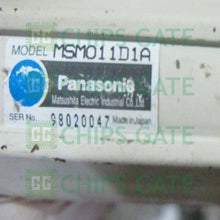 CHIPS GATE
MODEL MSM011D1A
Panasonic
Matsushita Electric Industrial Co.,Ltd
SER No. 98020047 Made in Japan
CHIPS GATE
CHIPS GATE